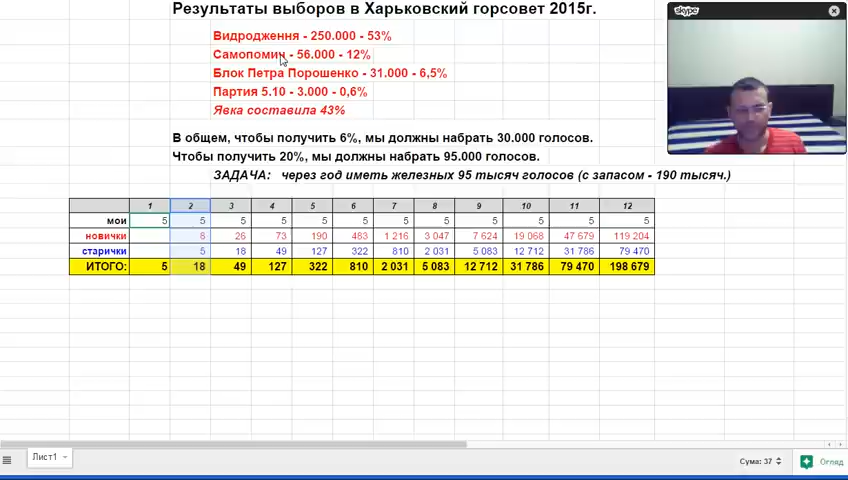 Результаты выборов в Харьковский горсовет 2015г.
Видродження - 250.000 - 53%
Самопомич - 56.000 - 12%
Блок Петра Порошенко - 31.000 - 6,5%
Партия 5.10 - 3.000 - 0,6%
Явка составила 43%
В общем, чтобы получить 6%, мы должны набрать 30.000 голосов.
Чтобы получить 20%, мы должны набрать 95.000 голосов.
ЗАДАЧА: через год иметь железных 95 тысяч голосов (с запасом - 190 тысяч.)
1 2 3 4 5 6 7 8 9 10 11 12
мои 5 5 5 5 5 5 5 5 5 5 5 5
новички 8 26 73 190 483 1 216 3 047 7 624 19 068 47 679 119 204
старички 5 18 49 127 322 810 2 031 5 083 12 712 31 786 79 470
ИТОГО: 5 18 49 127 322 810 2 031 5 083 12 712 31 786 79 470 198 679
skype
Лист1
Сума: 37
Огляд